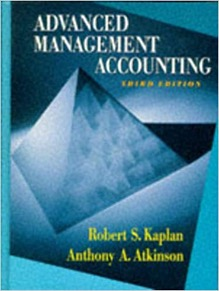 ADVANCED
MANAGEMENT
ACCOUNTING
THIRD EDITION
Robert S. Kaplan
Anthony A. Atkinson